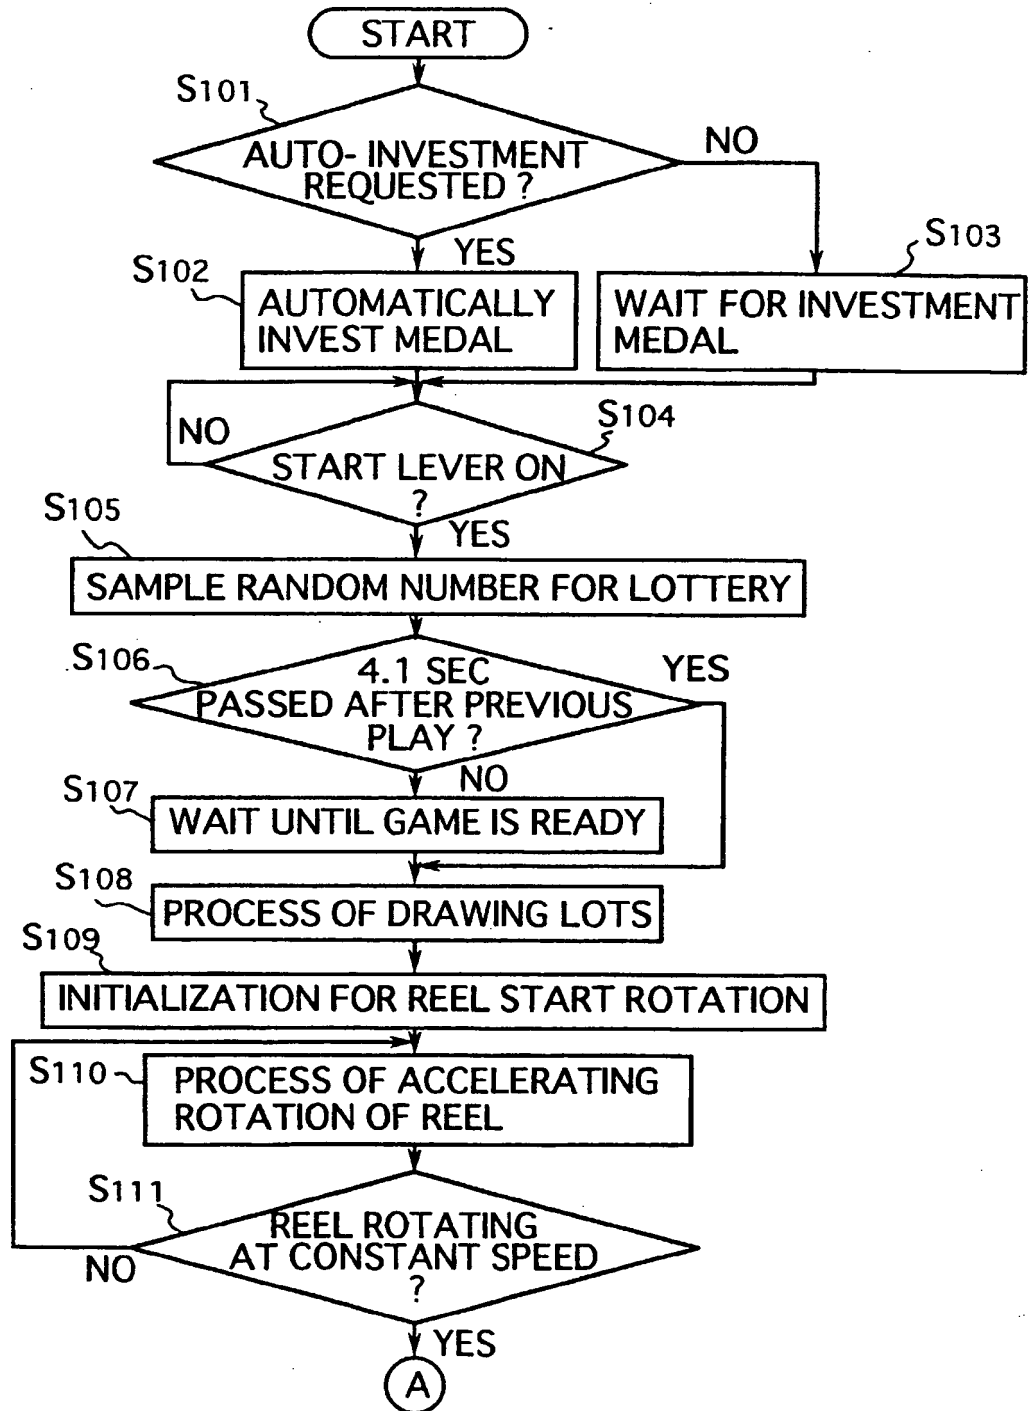 START
S101
AUTO- INVESTMENT
REQUESTED ?
NO
YES
S102
AUTOMATICALLY
INVEST MEDAL
S103
WAIT FOR INVESTMENT
MEDAL
NO
S104
START LEVER ON
?
YES
S105
SAMPLE RANDOM NUMBER FOR LOTTERY
S106
4.1 SEC
PASSED AFTER PREVIOUS
PLAY ?
YES
NO
S107
WAIT UNTIL GAME IS READY
S108
PROCESS OF DRAWING LOTS
S109
INITIALIZATION FOR REEL START ROTATION
S110
PROCESS OF ACCELERATING
ROTATION OF REEL
S111
REEL ROTATING
AT CONSTANT SPEED
?
NO
YES
A